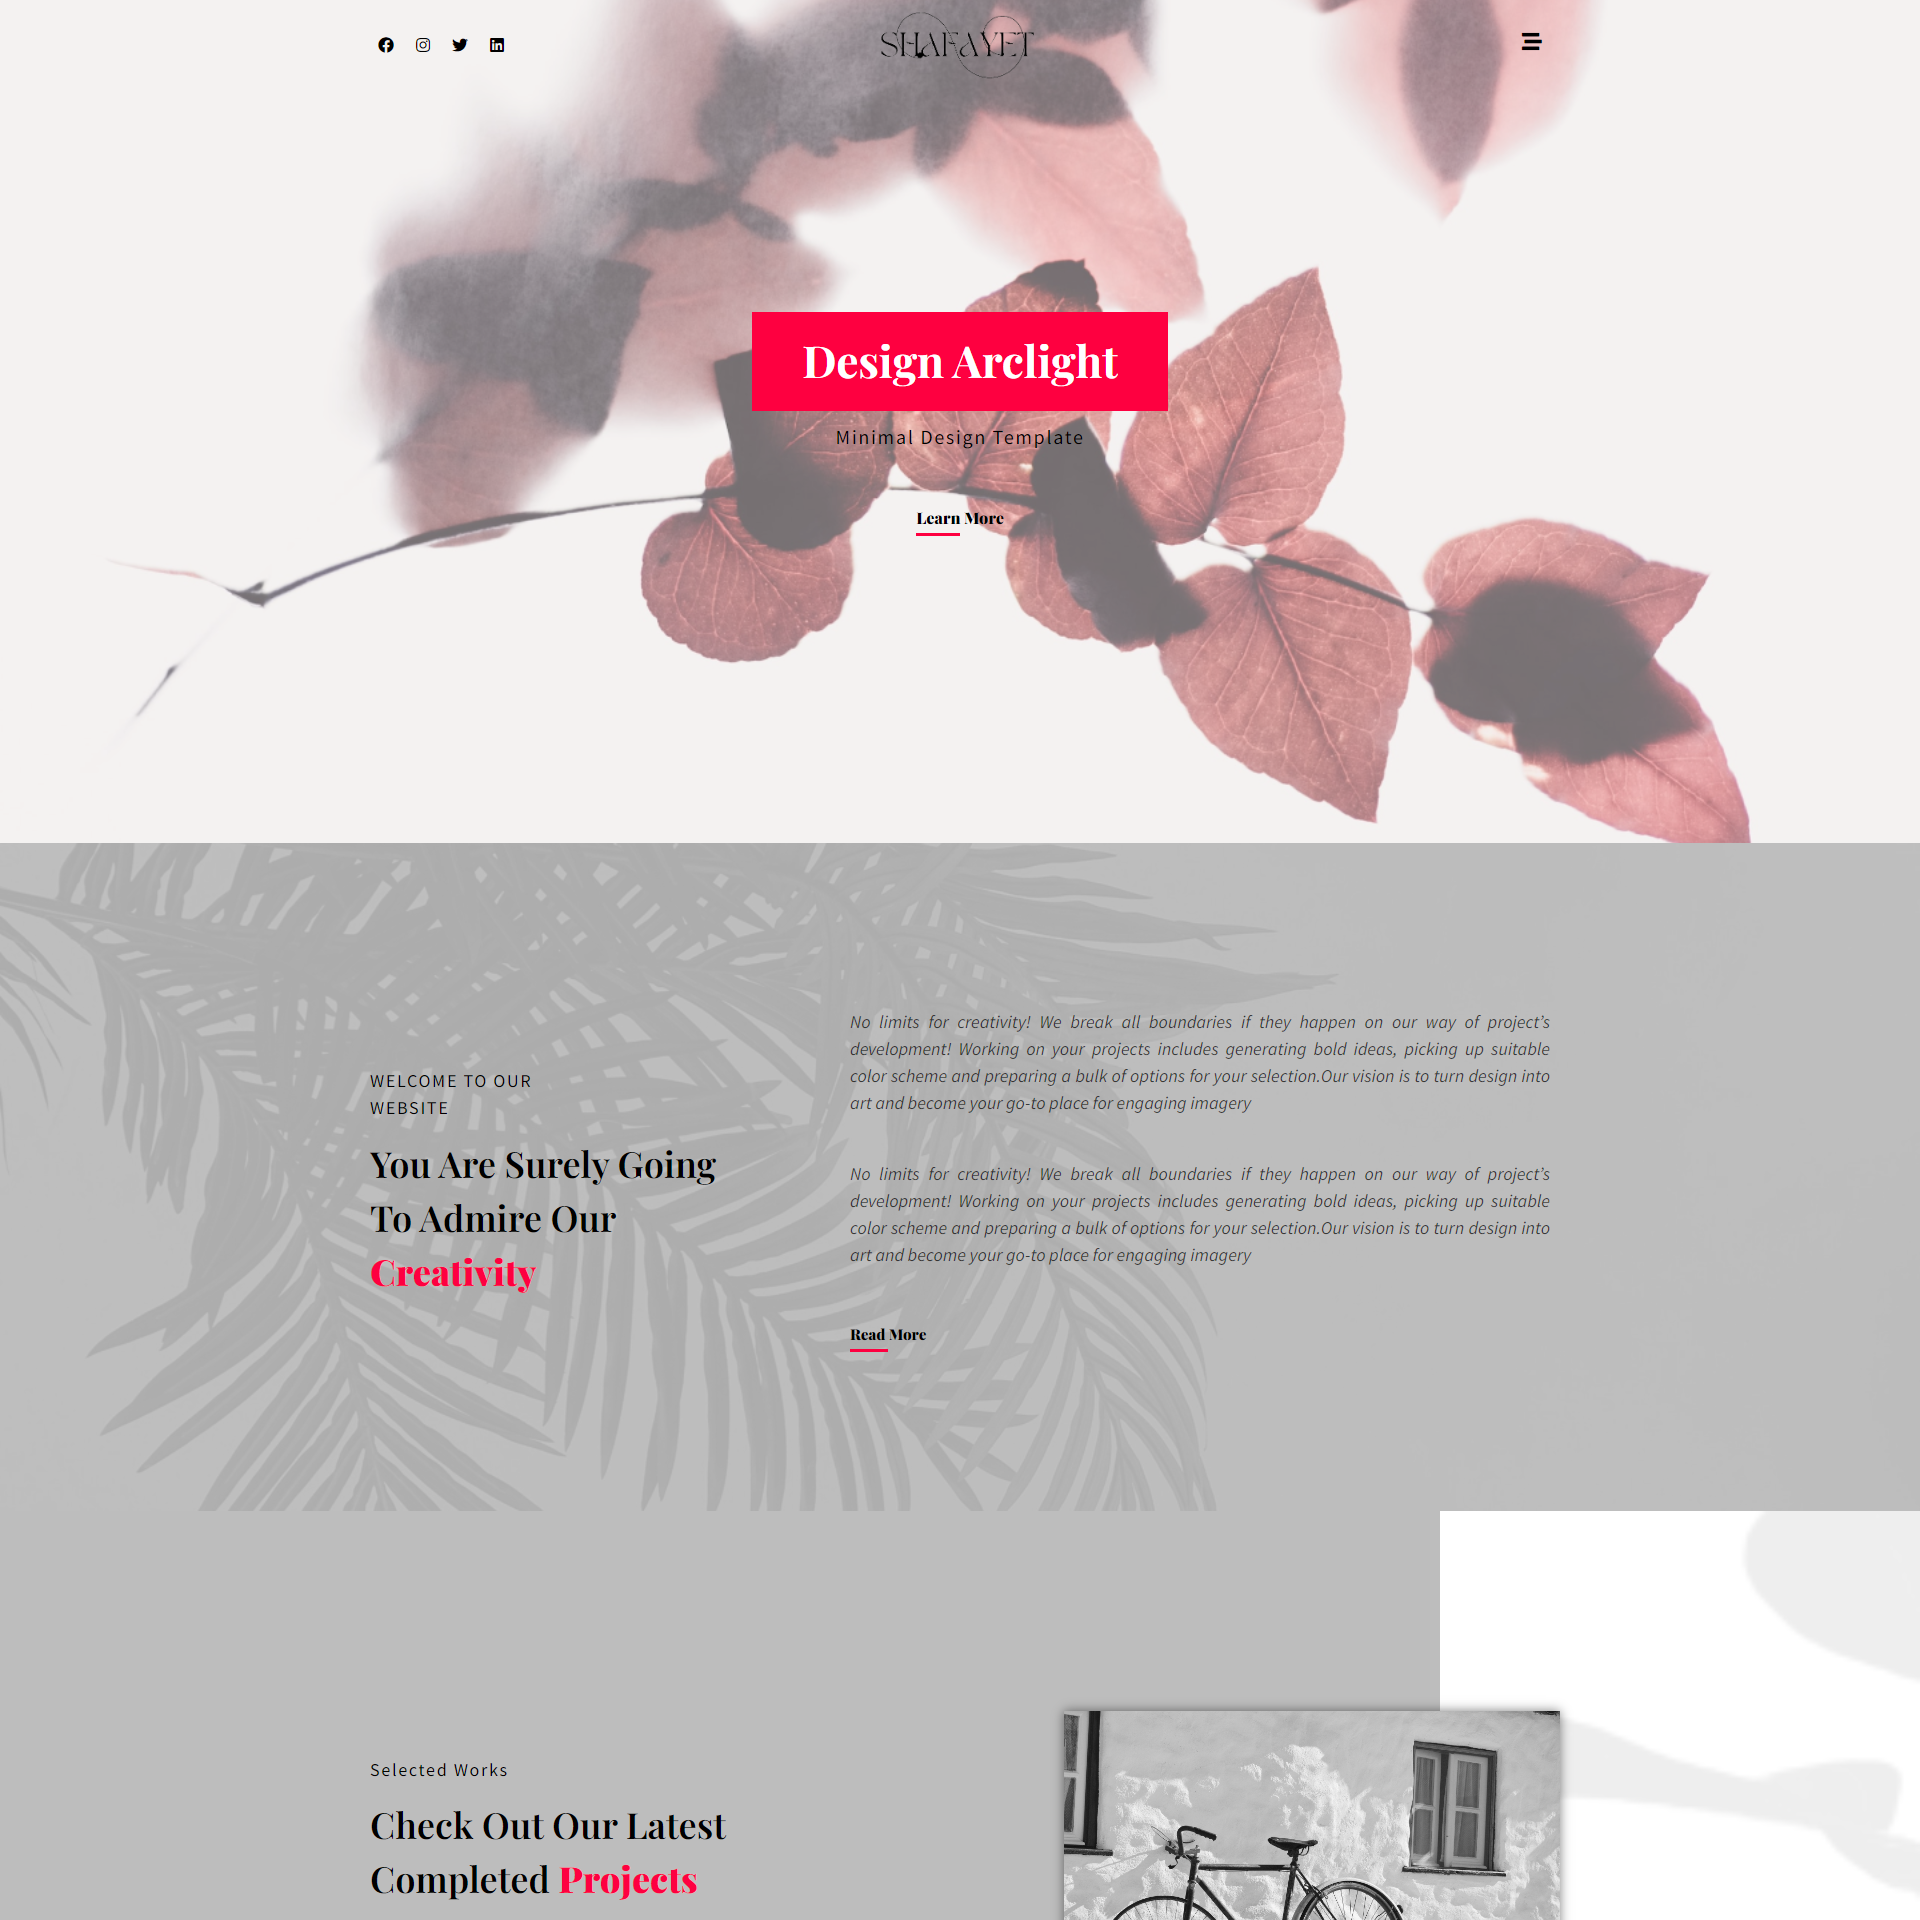 SHAFAYET
Design Arclight
Minimal Design Template
Learn More
WELCOME TO OUR
WEBSITE
You Are Surely Going
To Admire Our
Creativity
No limits for creativity! We break all boundaries if they happen on our way of project’s
development! Working on your projects includes generating bold ideas, picking up suitable
color scheme and preparing a bulk of options for your selection.Our vision is to turn design into
art and become your go-to place for engaging imagery
No limits for creativity! We break all boundaries if they happen on our way of project’s
development! Working on your projects includes generating bold ideas, picking up suitable
color scheme and preparing a bulk of options for your selection.Our vision is to turn design into
art and become your go-to place for engaging imagery
Read More
Selected Works
Check Out Our Latest
Completed Projects